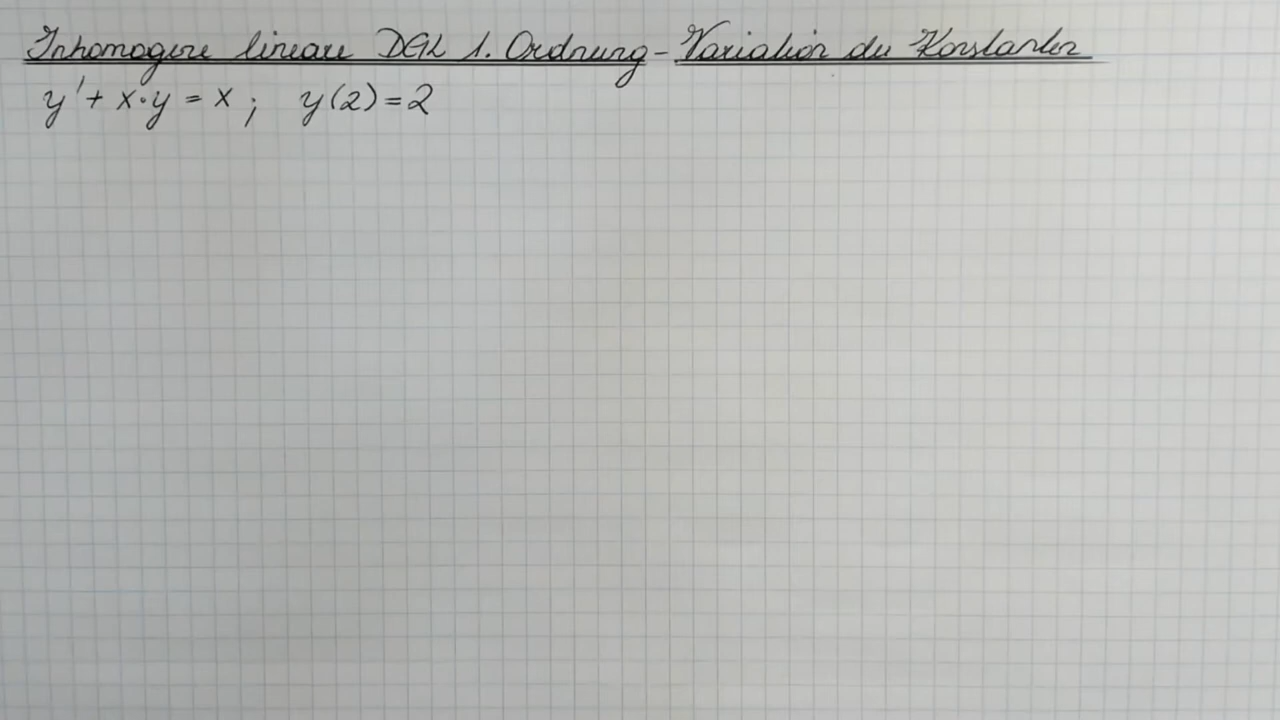 Inhomogene lineare DGL 1. Ordnung - Variation der Konstanten
y' + x·y = x ; y(2) = 2